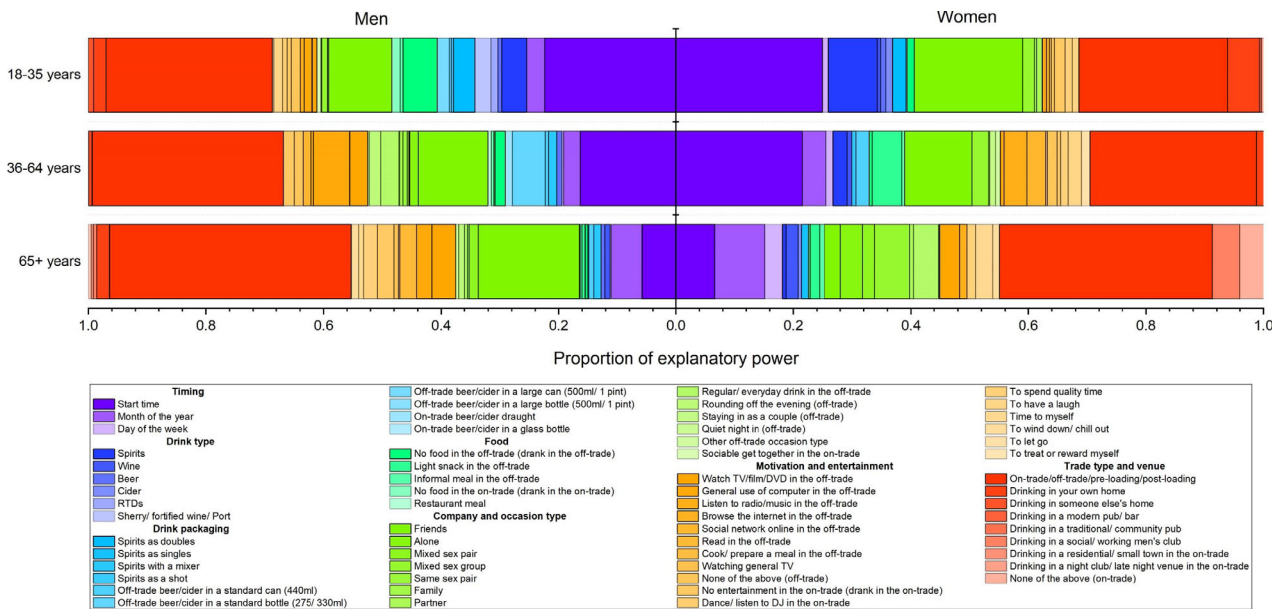 Men
Women
18-35 years
36-64 years
65+ years
1.0 0.8 0.6 0.4 0.2 0.0 0.2 0.4 0.6 0.8 1.0
Proportion of explanatory power
Timing
Start time
Month of the year
Day of the week
Drink type
Spirits
Wine
Beer
Cider
RTDs
Sherry/ fortified wine/ Port
Drink packaging
Spirits as doubles
Spirits as singles
Spirits with a mixer
Spirits as a shot
Off-trade beer/cider in a standard can (440ml)
Off-trade beer/cider in a standard bottle (275/ 330ml)
Off-trade beer/cider in a large can (500ml/ 1 pint)
Off-trade beer/cider in a large bottle (500ml/ 1 pint)
On-trade beer/cider draught
On-trade beer/cider in a glass bottle
Food
No food in the off-trade (drank in the off-trade)
Light snack in the off-trade
Informal meal in the off-trade
No food in the on-trade (drank in the on-trade)
Restaurant meal
Company and occasion type
Friends
Alone
Mixed sex pair
Mixed sex group
Same sex pair
Family
Partner
Regular/ everyday drink in the off-trade
Rounding off the evening (off-trade)
Staying in as a couple (off-trade)
Quiet night in (off-trade)
Other off-trade occasion type
Sociable get together in the on-trade
Motivation and entertainment
Watch TV/film/DVD in the off-trade
General use of computer in the off-trade
Listen to radio/music in the off-trade
Browse the internet in the off-trade
Social network online in the off-trade
Read in the off-trade
Cook/ prepare a meal in the off-trade
Watching general TV
None of the above (off-trade)
No entertainment in the on-trade (drank in the on-trade)
Dance/ listen to DJ in the on-trade
To spend quality time
To have a laugh
Time to myself
To wind down/ chill out
To let go
To treat or reward myself
Trade type and venue
On-trade/off-trade/pre-loading/post-loading
Drinking in your own home
Drinking in someone else's home
Drinking in a modern pub/ bar
Drinking in a traditional/ community pub
Drinking in a social/ working men's club
Drinking in a residential/ small town in the on-trade
Drinking in a night club/ late night venue in the on-trade
None of the above (on-trade)